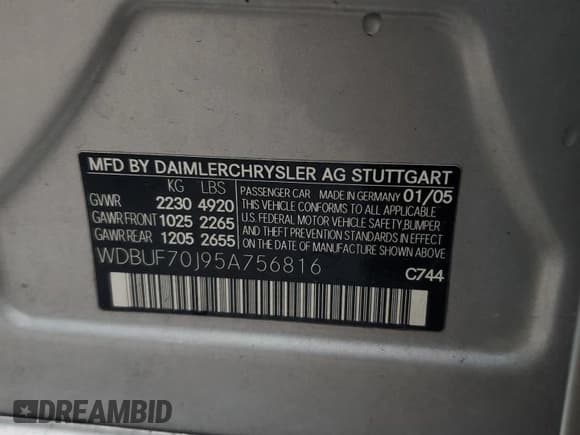 MFD BY DAIMLERCHRYSLER AG STUTTGART
KG LBS
GVWR 2230 4920
GAWR FRONT 1025 2265
GAWR REAR 1205 2655
PASSENGER CAR MADE IN GERMANY 01/05
THIS VEHICLE CONFORMS TO ALL APPLICABLE
U.S. FEDERAL MOTOR VEHICLE SAFETY, BUMPER
AND THEFT PREVENTION STANDARDS IN EFFECT
ON THE DATE OF MANUFACTURE SHOWN ABOVE
WDBUF70J95A756816
C744
DREAMBID